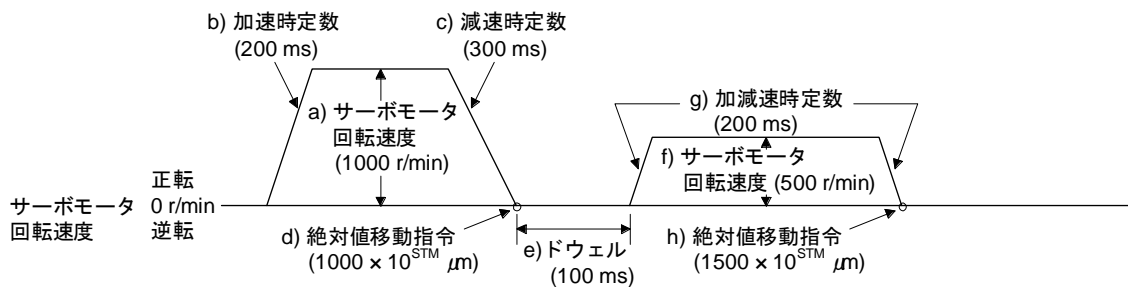 b) 加速時定数
(200 ms)
c) 減速時定数
(300 ms)
a) サーボモータ
回転速度
(1000 r/min)
g) 加減速時定数
(200 ms)
f) サーボモータ
回転速度 (500 r/min)
正転
サーボモータ 0 r/min
回転速度 逆転
d) 絶対値移動指令
(1000 × 10^STM μm)
e)ドウェル
(100 ms)
h) 絶対値移動指令
(1500 × 10^STM μm)